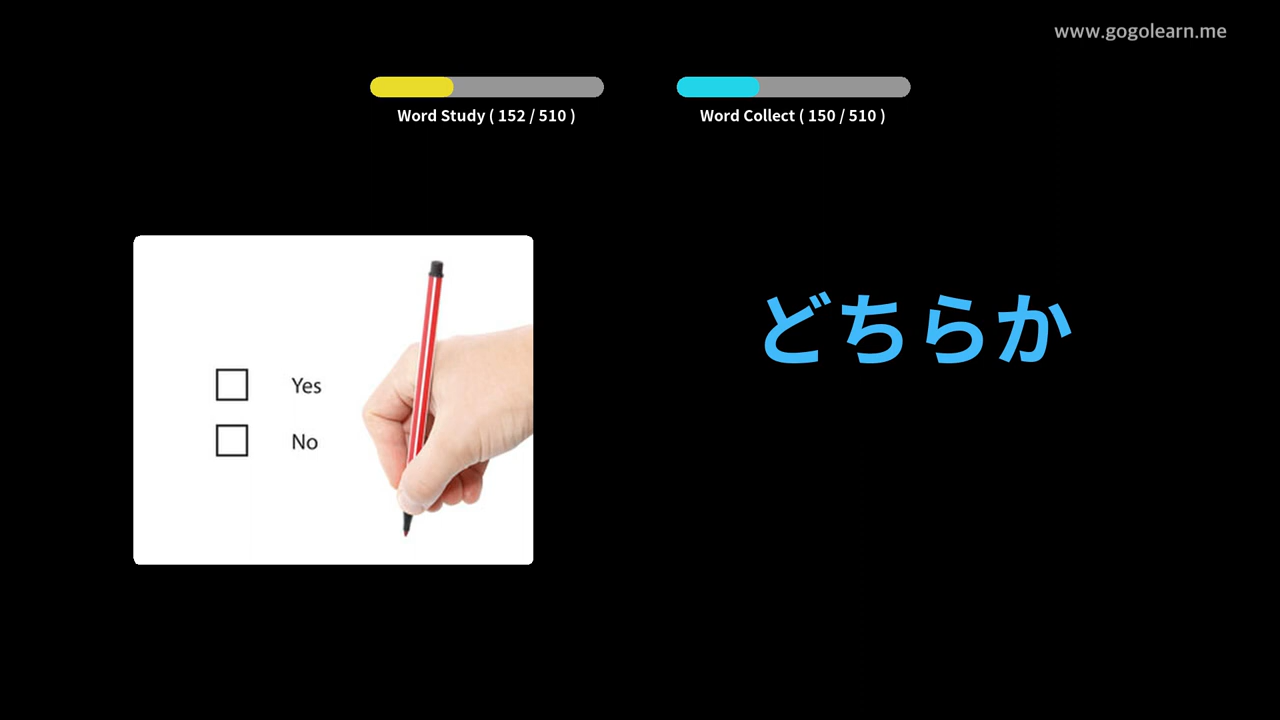 www.gogolearn.me
Word Study ( 152 / 510 )
Word Collect ( 150 / 510 )
Yes
No
どちらか